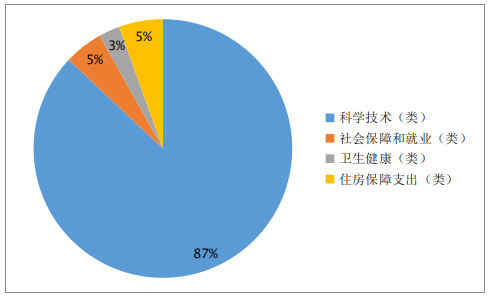 5%
3%
5%
87%
科学技术（类）
社会保障和就业（类）
卫生健康（类）
住房保障支出（类）